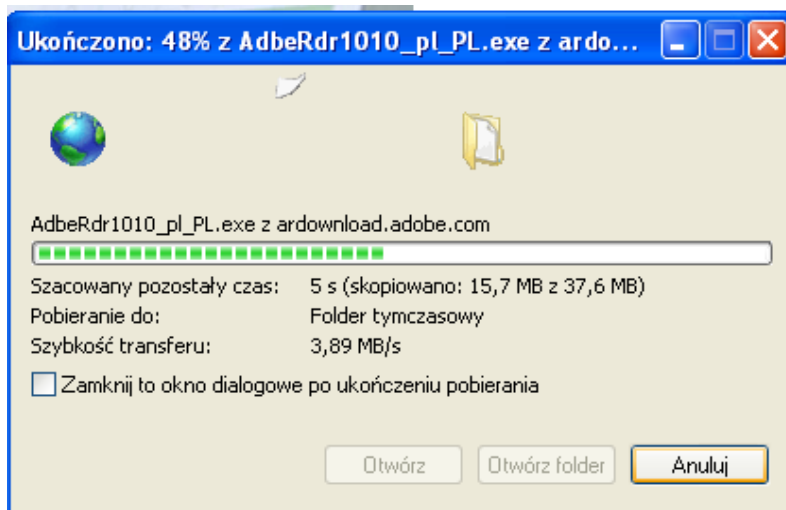 Ukończono: 48% z AdbeRdr1010_pl_PL.exe z ardo...
AdbeRdr1010_pl_PL.exe z ardownload.adobe.com
Szacowany pozostały czas: 5 s (skopiowano: 15,7 MB z 37,6 MB)
Pobieranie do: Folder tymczasowy
Szybkość transferu: 3,89 MB/s
Zamknij to okno dialogowe po ukończeniu pobierania
Otwórz Otwórz folder Anuluj